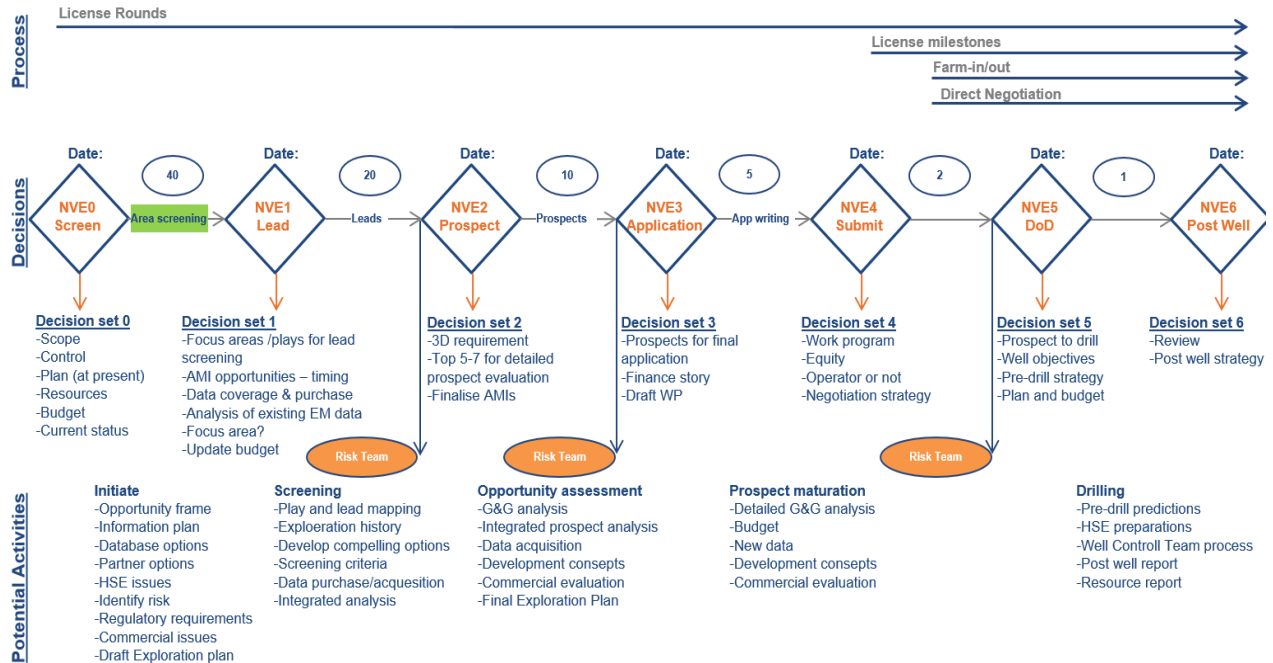 Process
License Rounds
License milestones
Farm-in/out
Direct Negotiation
Decisions
Date:
Date:
Date:
Date:
Date:
Date:
Date:
40
20
10
5
2
1
NVE0
Screen
Area screening
NVE1
Lead
Leads
NVE2
Prospect
Prospects
NVE3
Application
App writing
NVE4
Submit
NVE5
DoD
NVE6
Post Well
Decision set 0
-Scope
-Control
-Plan (at present)
-Resources
-Budget
-Current status
Decision set 1
-Focus areas /plays for lead
screening
-AMI opportunities – timing
-Data coverage & purchase
-Analysis of existing EM data
-Focus area?
-Update budget
Decision set 2
-3D requirement
-Top 5-7 for detailed
prospect evaluation
-Finalise AMIs
Decision set 3
-Prospects for final
application
-Finance story
-Draft WP
Decision set 4
-Work program
-Equity
-Operator or not
-Negotiation strategy
Decision set 5
-Prospect to drill
-Well objectives
-Pre-drill strategy
-Plan and budget
Decision set 6
-Review
-Post well strategy
Risk Team
Risk Team
Risk Team
Potential Activities
Initiate
-Opportunity frame
-Information plan
-Database options
-Partner options
-HSE issues
-Identify risk
-Regulatory requirements
-Commercial issues
-Draft Exploration plan
Screening
-Play and lead mapping
-Exploeration history
-Develop compelling options
-Screening criteria
-Data purchase/acquesition
-Integrated analysis
Opportunity assessment
-G&G analysis
-Integrated prospect analysis
-Data acquisition
-Development consepts
-Commercial evaluation
-Final Exploration Plan
Prospect maturation
-Detailed G&G analysis
-Budget
-New data
-Development concepts
-Commercial evaluation
Drilling
-Pre-drill predictions
-HSE preparations
-Well Controll Team process
-Post well report
-Resource report